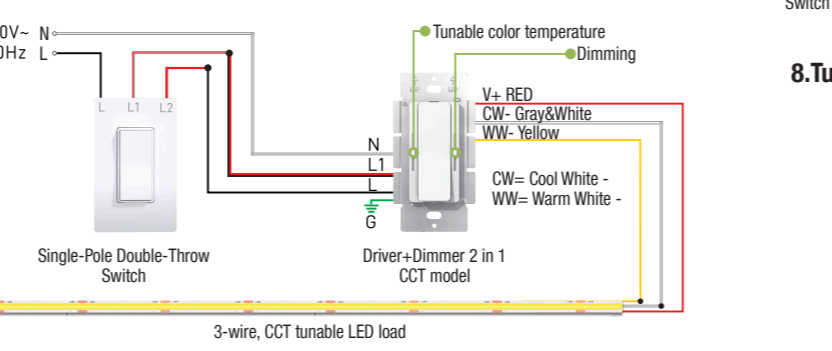 Switch
8.Tu
0V~ N
0Hz L
Tunable color temperature
Dimming
L L1 L2
V+ RED
CW- Gray&White
WW- Yellow
N
L1
L
G
CW= Cool White -
WW= Warm White -
Single-Pole Double-Throw
Switch
Driver+Dimmer 2 in 1
CCT model
3-wire, CCT tunable LED load